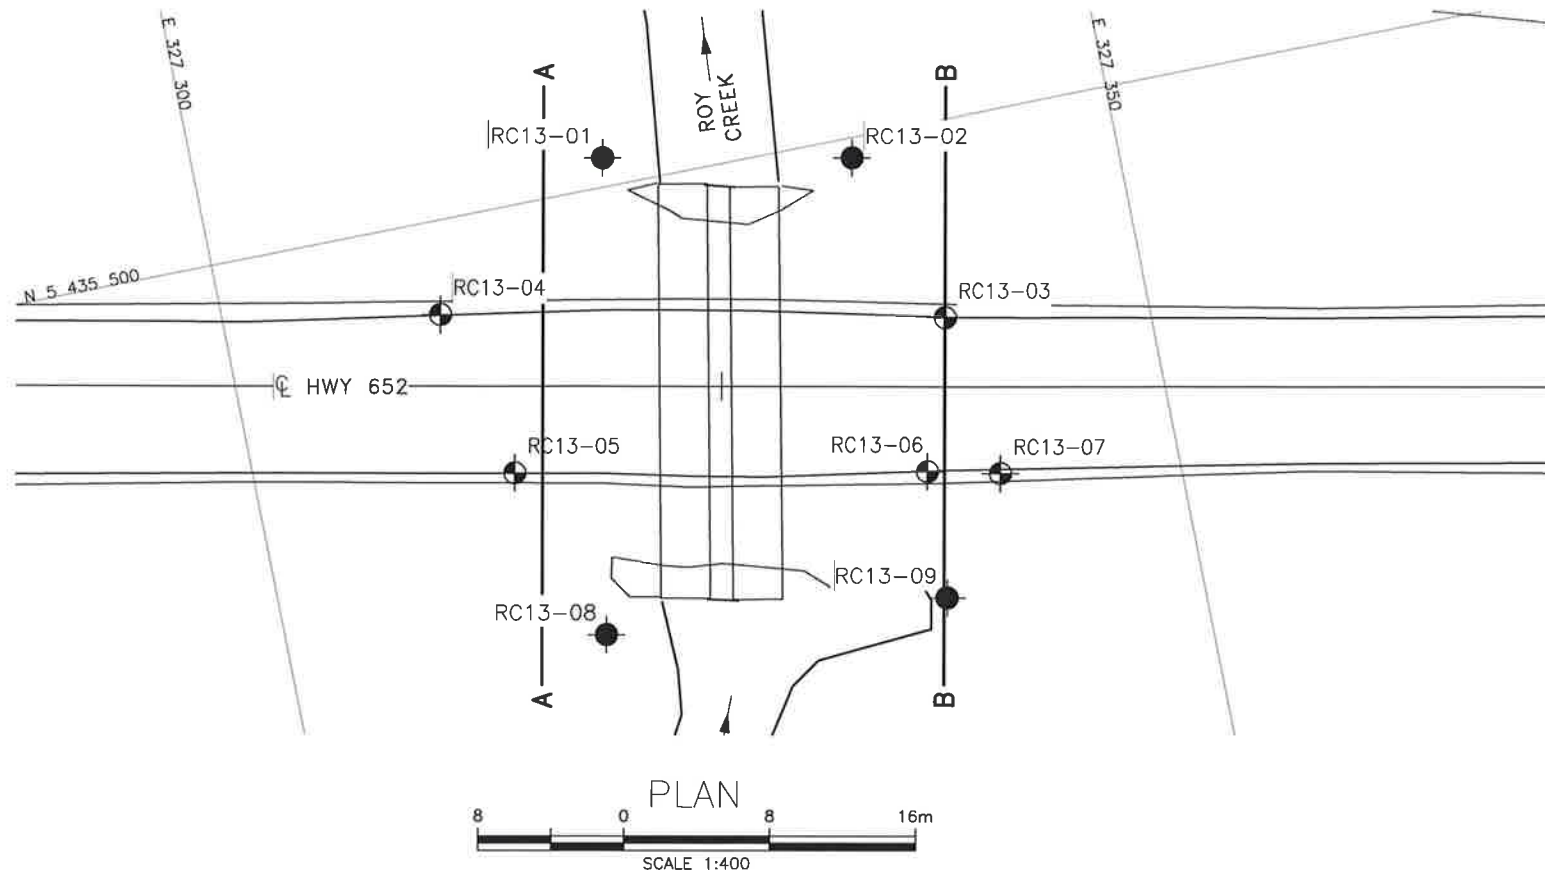 E 327 300
E 327 350
A
B
ROY
CREEK
RC13-01
RC13-02
N 5 435 500
RC13-04
RC13-03
℄ HWY 652
RC13-05
RC13-06
RC13-07
RC13-09
RC13-08
A
B
PLAN
8 0 8 16m
SCALE 1:400